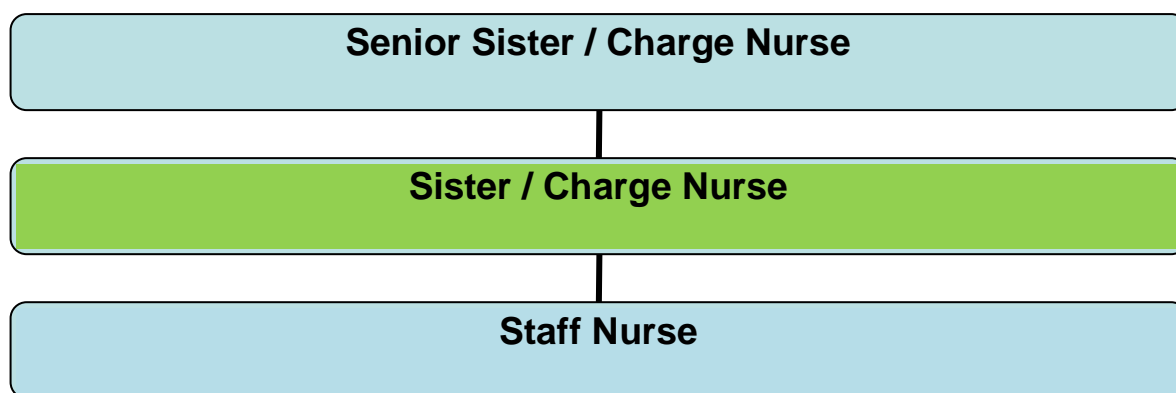 Senior Sister / Charge Nurse
Sister / Charge Nurse
Staff Nurse